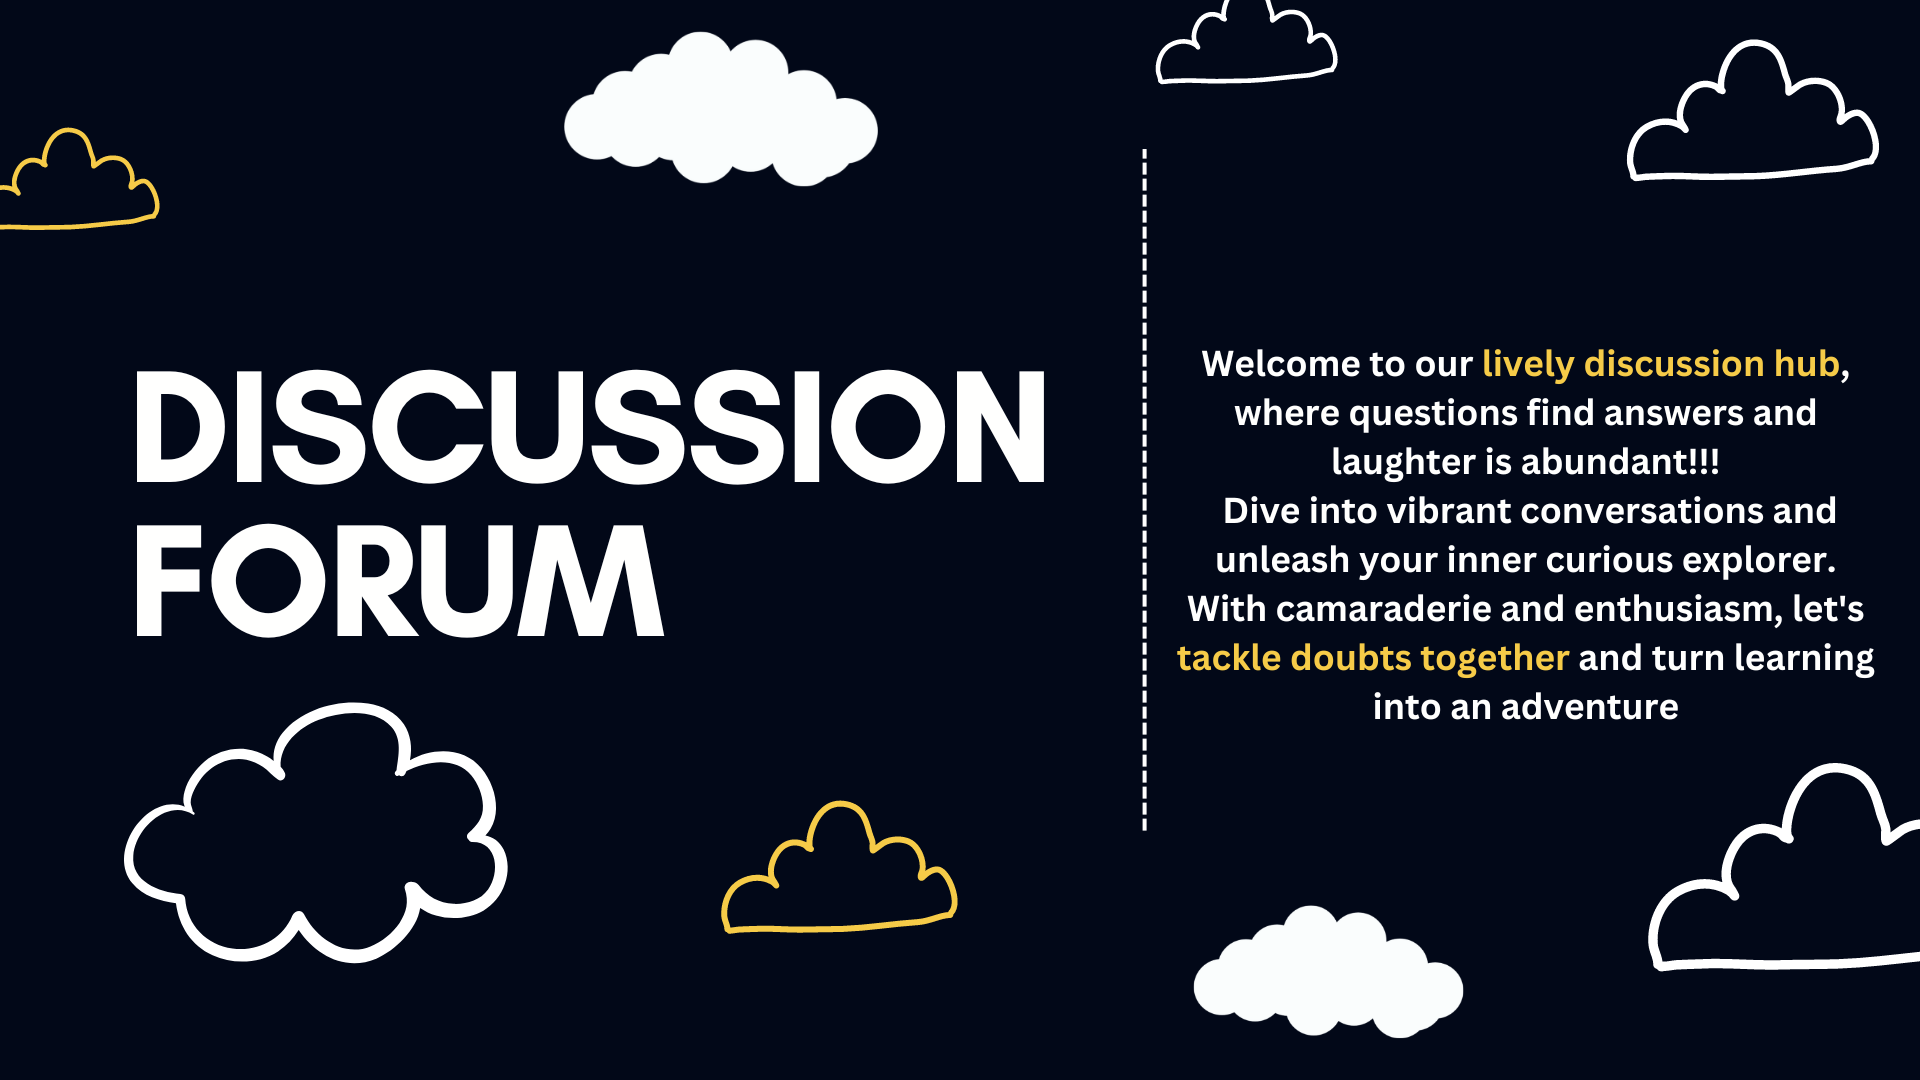 DISCUSSION
FORUM
Welcome to our lively discussion hub,
where questions find answers and
laughter is abundant!!!
Dive into vibrant conversations and
unleash your inner curious explorer.
With camaraderie and enthusiasm, let's
tackle doubts together and turn learning
into an adventure